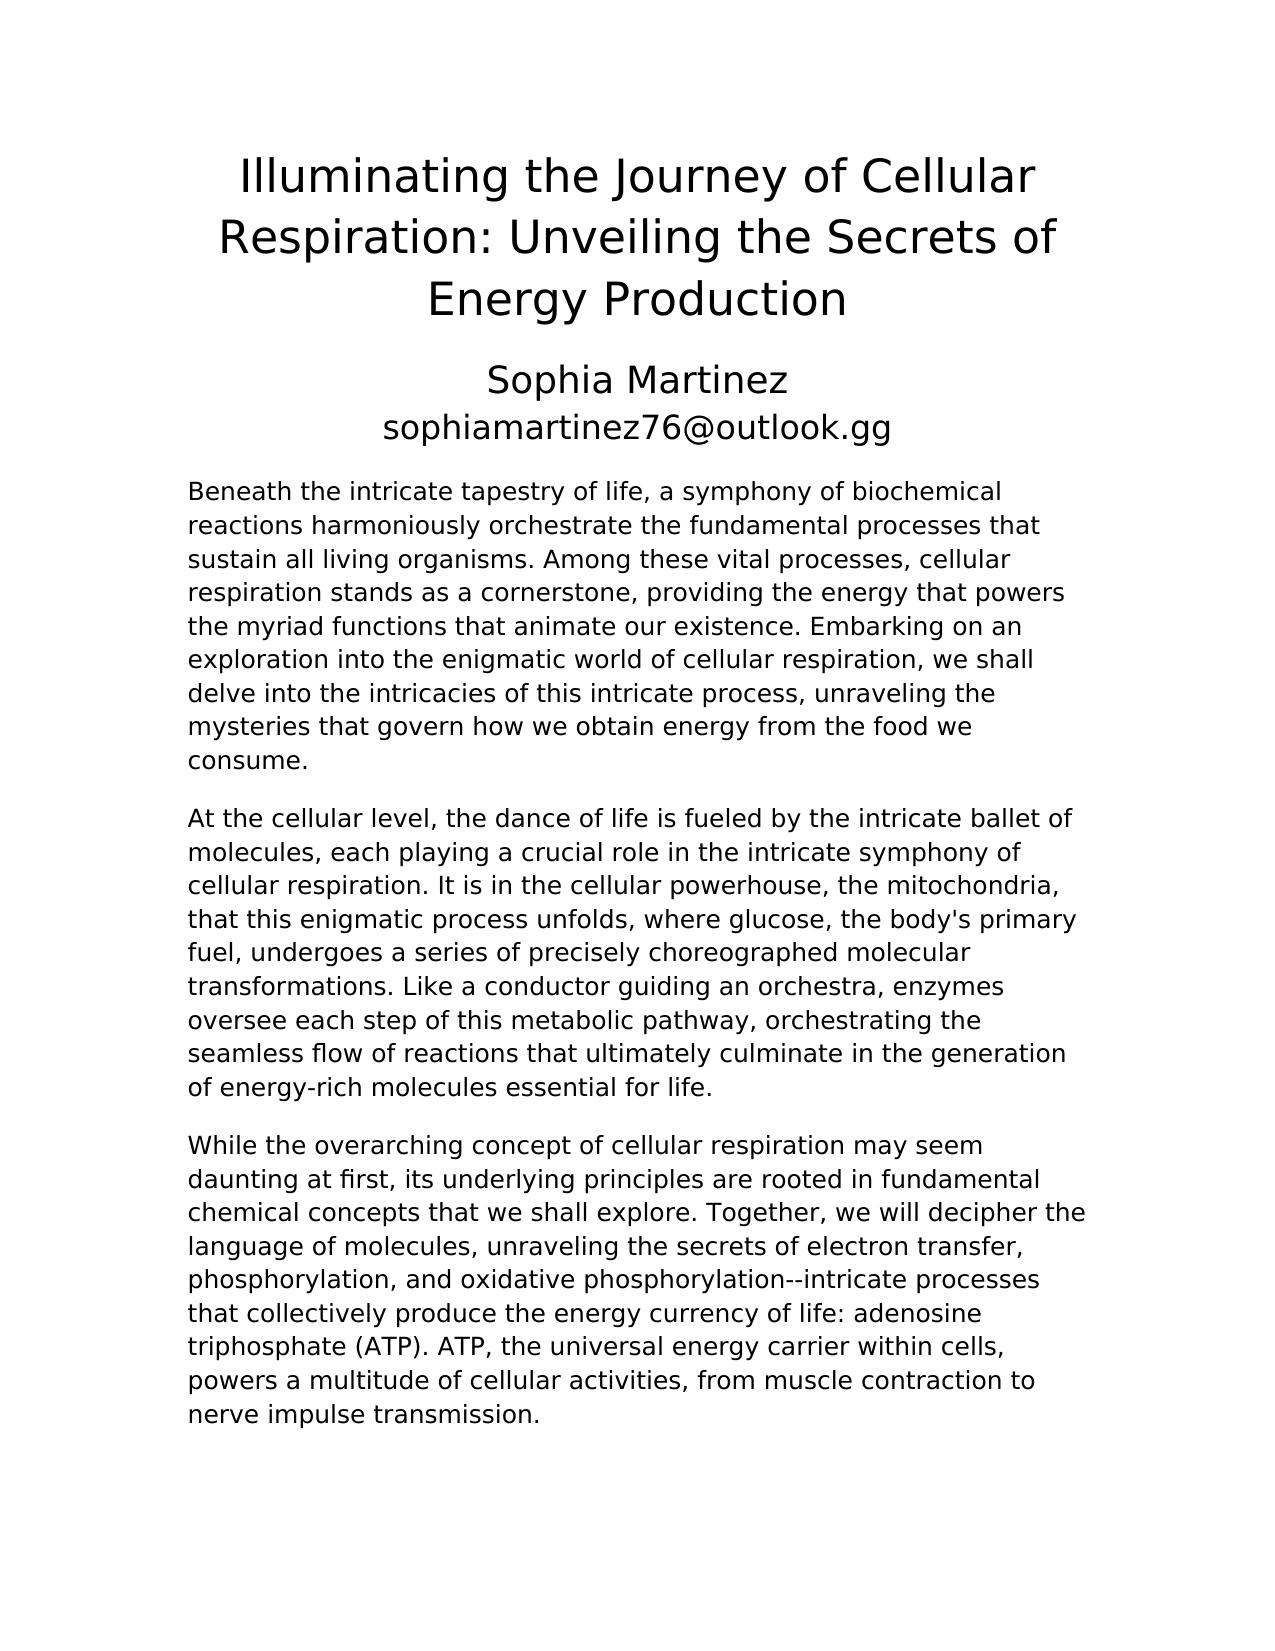 Illuminating the Journey of Cellular
Respiration: Unveiling the Secrets of
Energy Production
Sophia Martinez
sophiamartinez76@outlook.gg
Beneath the intricate tapestry of life, a symphony of biochemical
reactions harmoniously orchestrate the fundamental processes that
sustain all living organisms. Among these vital processes, cellular
respiration stands as a cornerstone, providing the energy that powers
the myriad functions that animate our existence. Embarking on an
exploration into the enigmatic world of cellular respiration, we shall
delve into the intricacies of this intricate process, unraveling the
mysteries that govern how we obtain energy from the food we
consume.
At the cellular level, the dance of life is fueled by the intricate ballet of
molecules, each playing a crucial role in the intricate symphony of
cellular respiration. It is in the cellular powerhouse, the mitochondria,
that this enigmatic process unfolds, where glucose, the body's primary
fuel, undergoes a series of precisely choreographed molecular
transformations. Like a conductor guiding an orchestra, enzymes
oversee each step of this metabolic pathway, orchestrating the
seamless flow of reactions that ultimately culminate in the generation
of energy-rich molecules essential for life.
While the overarching concept of cellular respiration may seem
daunting at first, its underlying principles are rooted in fundamental
chemical concepts that we shall explore. Together, we will decipher the
language of molecules, unraveling the secrets of electron transfer,
phosphorylation, and oxidative phosphorylation--intricate processes
that collectively produce the energy currency of life: adenosine
triphosphate (ATP). ATP, the universal energy carrier within cells,
powers a multitude of cellular activities, from muscle contraction to
nerve impulse transmission.